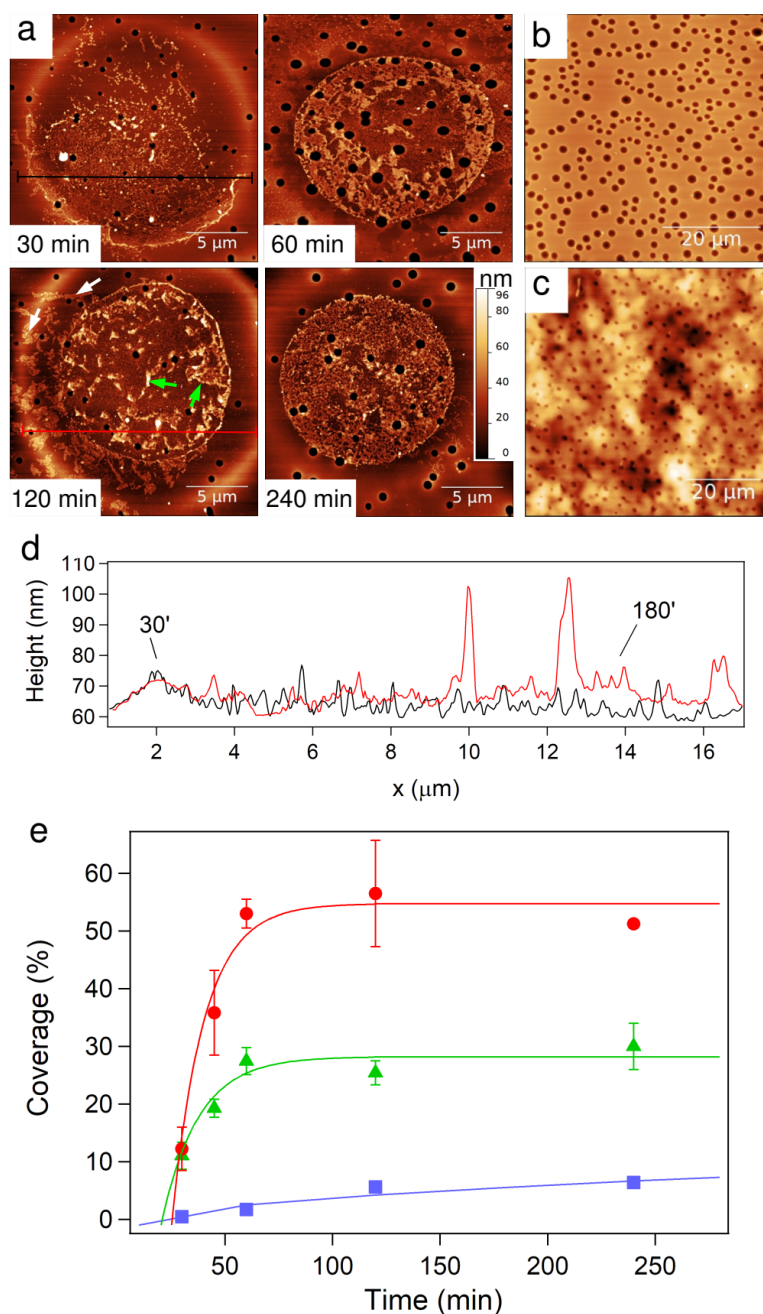 a
30 min
5 µm
60 min
5 µm
b
20 µm
120 min
5 µm
240 min
5 µm
nm
96
80
60
40
20
0
c
20 µm
d
Height (nm)
110
100
90
80
70
60
30'
180'
2 4 6 8 10 12 14 16
x (µm)
e
Coverage (%)
60
50
40
30
20
10
0
50 100 150 200 250
Time (min)